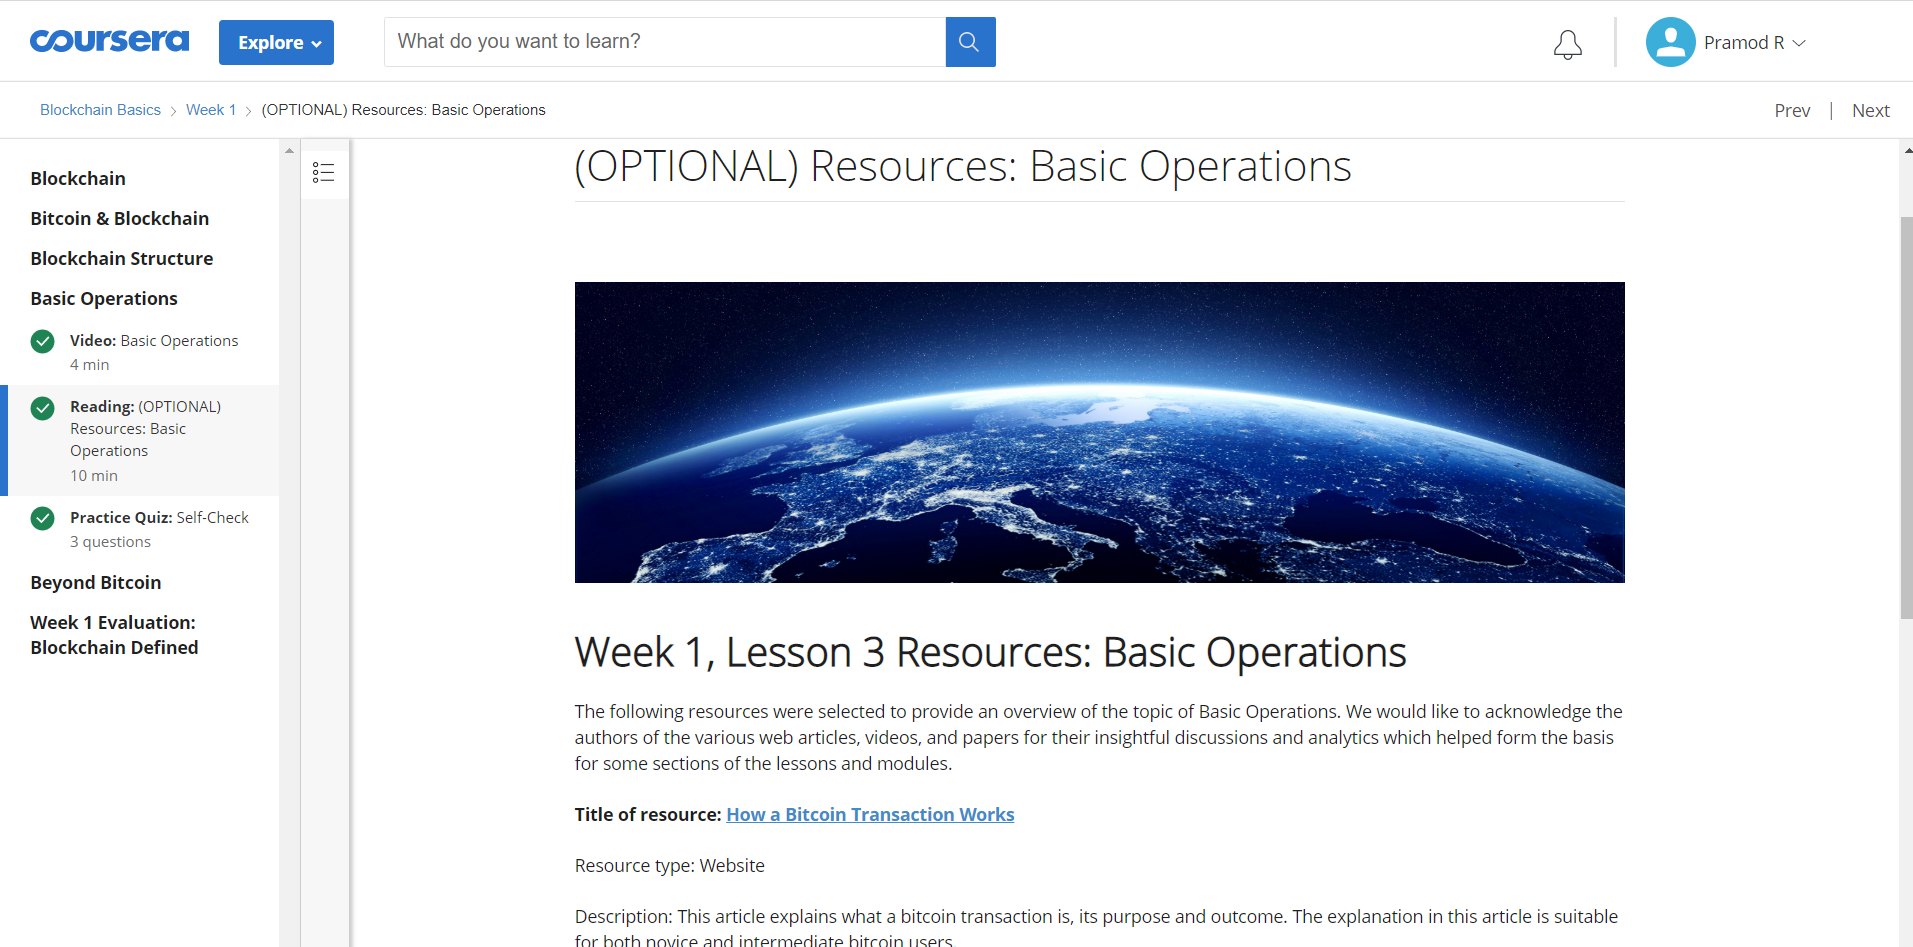 coursera
Explore
What do you want to learn?
Pramod R
Blockchain Basics > Week 1 > (OPTIONAL) Resources: Basic Operations
Prev | Next
Blockchain
Bitcoin & Blockchain
Blockchain Structure
Basic Operations
Video: Basic Operations
4 min
Reading: (OPTIONAL)
Resources: Basic
Operations
10 min
Practice Quiz: Self-Check
3 questions
Beyond Bitcoin
Week 1 Evaluation:
Blockchain Defined
(OPTIONAL) Resources: Basic Operations
Week 1, Lesson 3 Resources: Basic Operations
The following resources were selected to provide an overview of the topic of Basic Operations. We would like to acknowledge the
authors of the various web articles, videos, and papers for their insightful discussions and analytics which helped form the basis
for some sections of the lessons and modules.
Title of resource: How a Bitcoin Transaction Works
Resource type: Website
Description: This article explains what a bitcoin transaction is, its purpose and outcome. The explanation in this article is suitable
for both novice and intermediate bitcoin users.